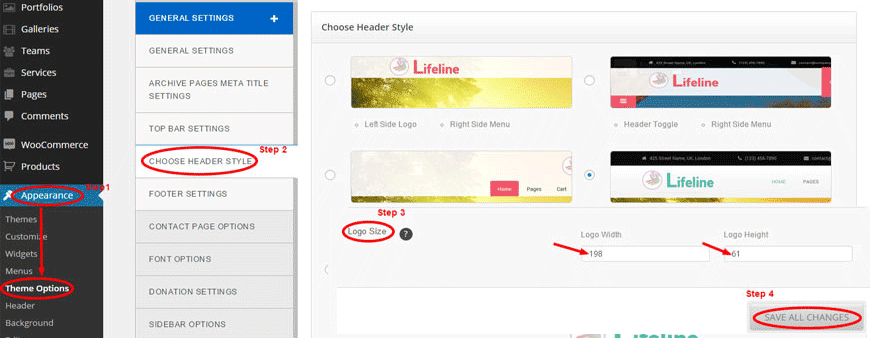 Portfolios
Galleries
Teams
Services
Pages
Comments
WooCommerce
Products
Appearance
Step1
Themes
Customize
Widgets
Menus
Theme Options
Header
Background
GENERAL SETTINGS +
GENERAL SETTINGS
ARCHIVE PAGES META TITLE
SETTINGS
TOP BAR SETTINGS
Step 2
CHOOSE HEADER STYLE
FOOTER SETTINGS
CONTACT PAGE OPTIONS
FONT OPTIONS
DONATION SETTINGS
SIDEBAR OPTIONS
Choose Header Style
Lifeline
Left Side Logo
Right Side Menu
425 Street Name, UK, London
(123) 456-7890
Lifeline
Header Toggle
Right Side Menu
Home
Pages
Cart
425 Street Name, UK, London
(123) 456-7890
Lifeline
HOME
PAGES
Step 3
Logo Size
?
Logo Width
Logo Height
198
61
Step 4
SAVE ALL CHANGES